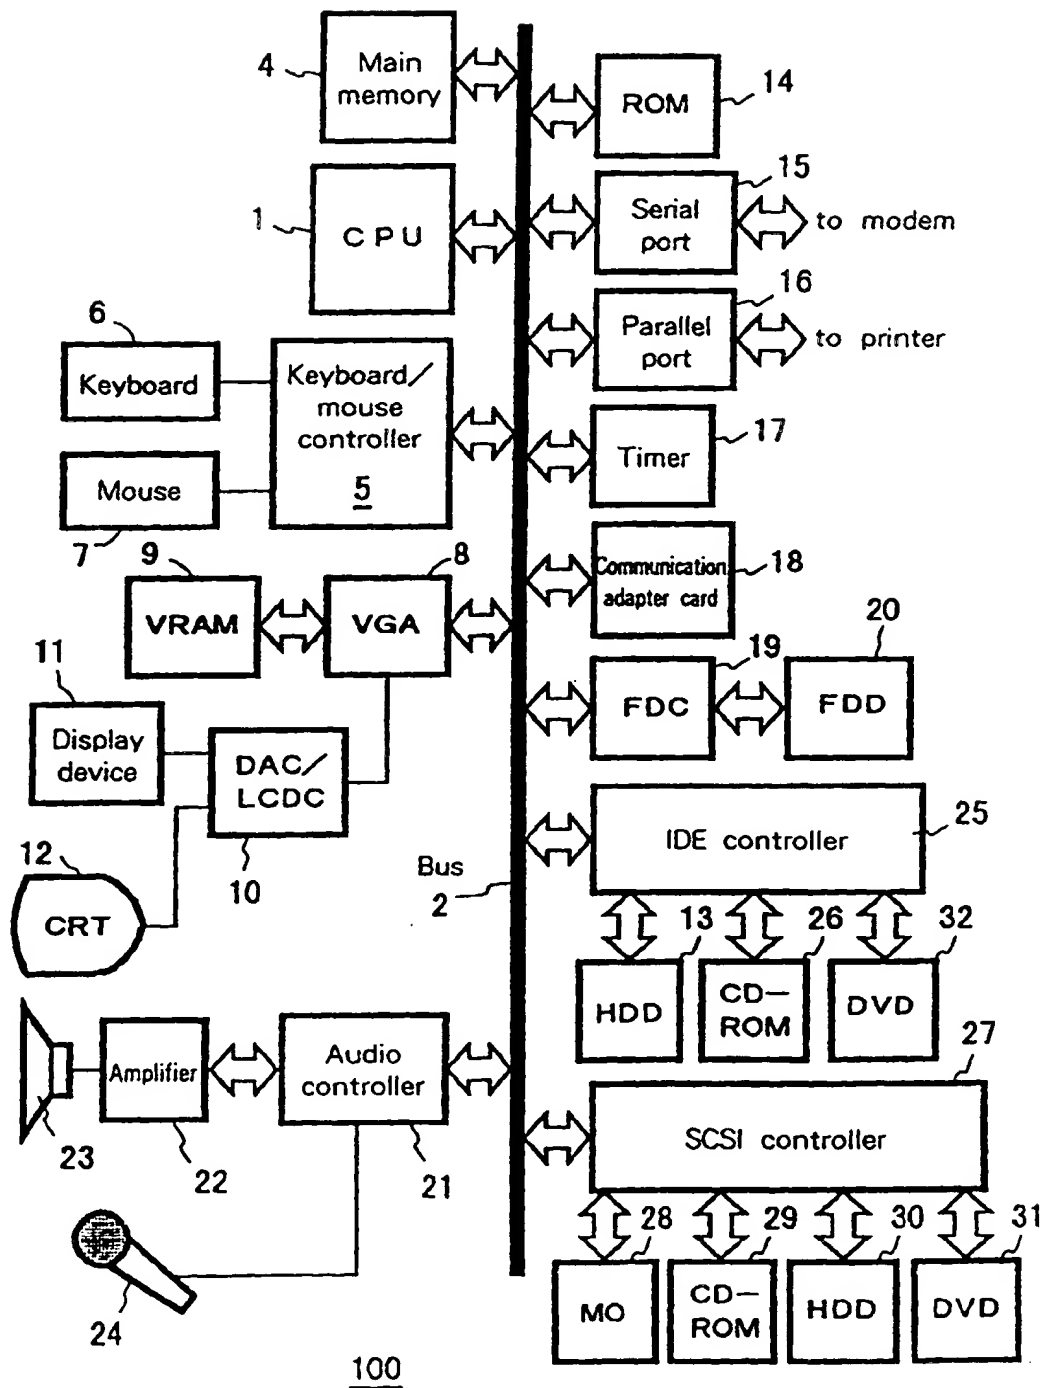 4
Main
memory
ROM
14
1
CPU
15
Serial
port
to modem
16
Parallel
port
to printer
6
Keyboard
Keyboard/
mouse
controller
5
Mouse
7
17
Timer
9
VRAM
8
VGA
Communication
adapter card
18
19
FDC
20
FDD
11
Display
device
DAC/
LCDC
10
12
CRT
Bus
2
IDE controller
25
13
HDD
26
CD-
ROM
32
DVD
23
Amplifier
22
Audio
controller
21
27
SCSI controller
24
28
MO
29
CD-
ROM
30
HDD
31
DVD
100